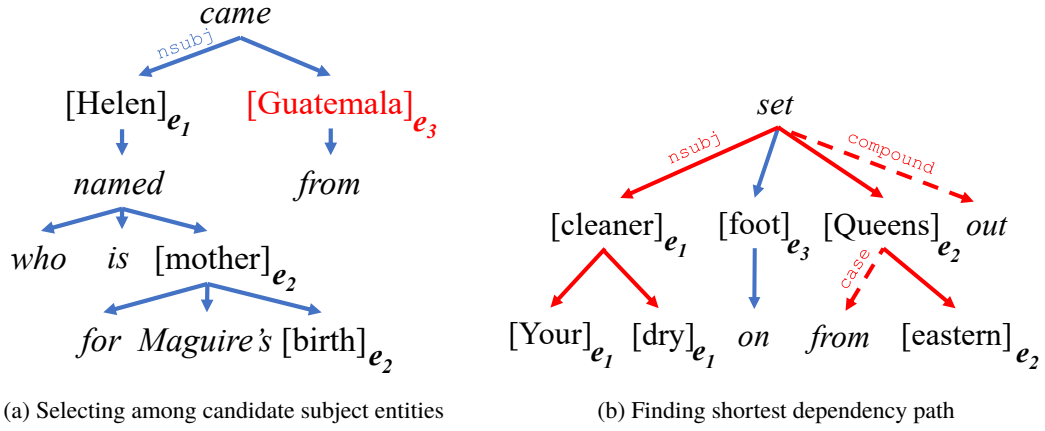 came
nsubj
[Helen]e1 [Guatemala]e3
named from
who is [mother]e2
for Maguire's [birth]e2
(a) Selecting among candidate subject entities
set
nsubj compound
[cleaner]e1 [foot]e3 [Queens]e2 out
case
[Your]e1 [dry]e1 on from [eastern]e2
(b) Finding shortest dependency path